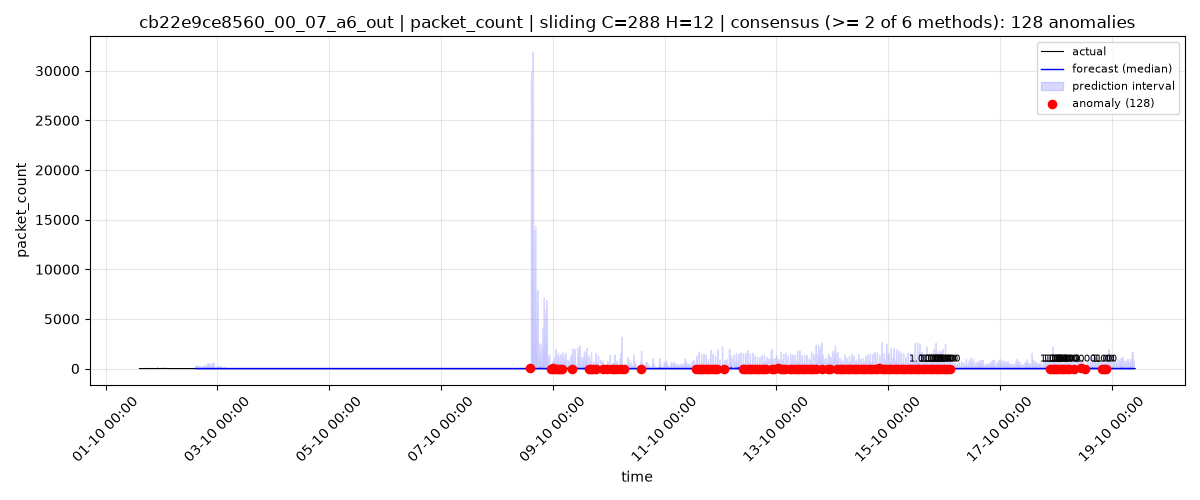 cb22e9ce8560_00_07_a6_out | packet_count | sliding C=288 H=12 | consensus (>= 2 of 6 methods): 128 anomalies
packet_count
30000
25000
20000
15000
10000
5000
0
actual
forecast (median)
prediction interval
anomaly (128)
01-10 00:00
03-10 00:00
05-10 00:00
07-10 00:00
09-10 00:00
11-10 00:00
13-10 00:00
15-10 00:00
17-10 00:00
19-10 00:00
time